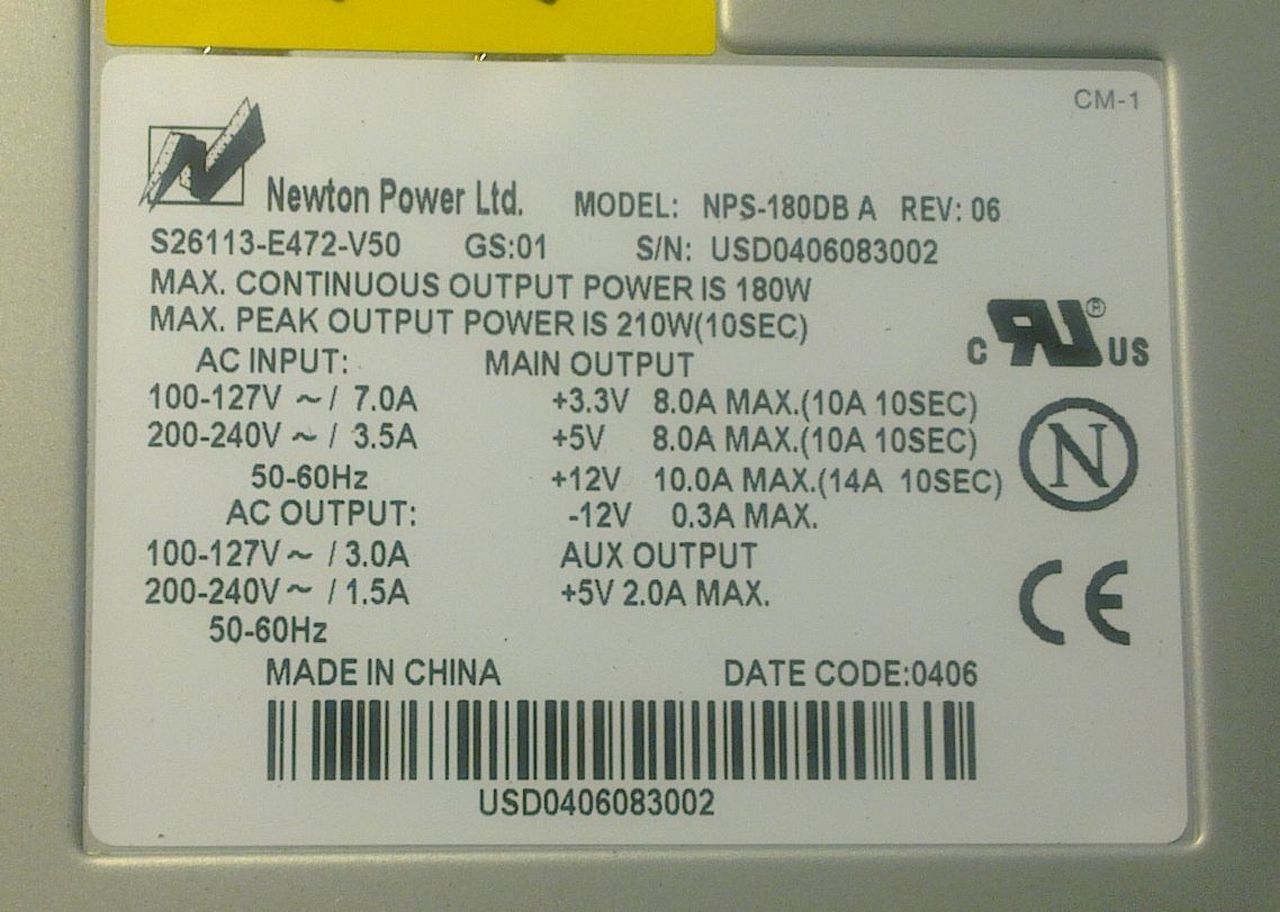 CM-1
Newton Power Ltd. MODEL: NPS-180DB A REV: 06
S26113-E472-V50 GS:01 S/N: USD0406083002
MAX. CONTINUOUS OUTPUT POWER IS 180W
MAX. PEAK OUTPUT POWER IS 210W(10SEC)
AC INPUT:
100-127V ~ / 7.0A
200-240V ~ / 3.5A
50-60Hz
AC OUTPUT:
100-127V ~ / 3.0A
200-240V ~ / 1.5A
50-60Hz
MAIN OUTPUT
+3.3V 8.0A MAX.(10A 10SEC)
+5V 8.0A MAX.(10A 10SEC)
+12V 10.0A MAX.(14A 10SEC)
-12V 0.3A MAX.
AUX OUTPUT
+5V 2.0A MAX.
C RU ® US
N
CE
MADE IN CHINA DATE CODE:0406
USD0406083002